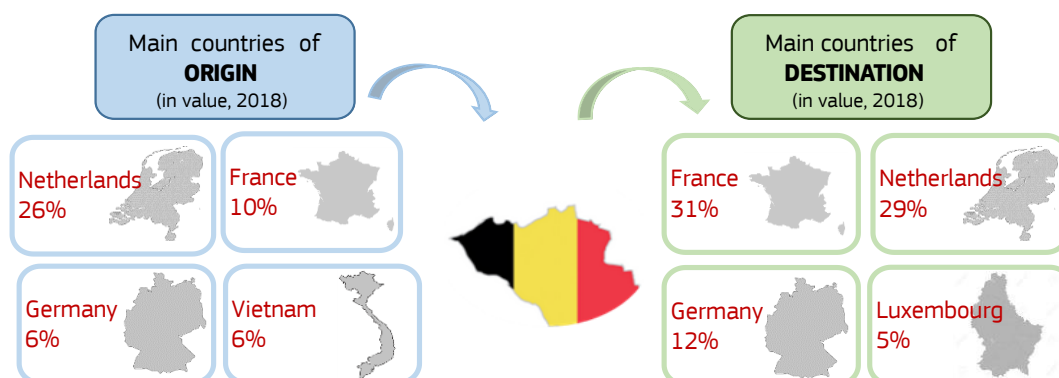 Main countries of
ORIGIN
(in value, 2018)
Main countries of
DESTINATION
(in value, 2018)
Netherlands
26%
France
10%
Germany
6%
Vietnam
6%
France
31%
Netherlands
29%
Germany
12%
Luxembourg
5%